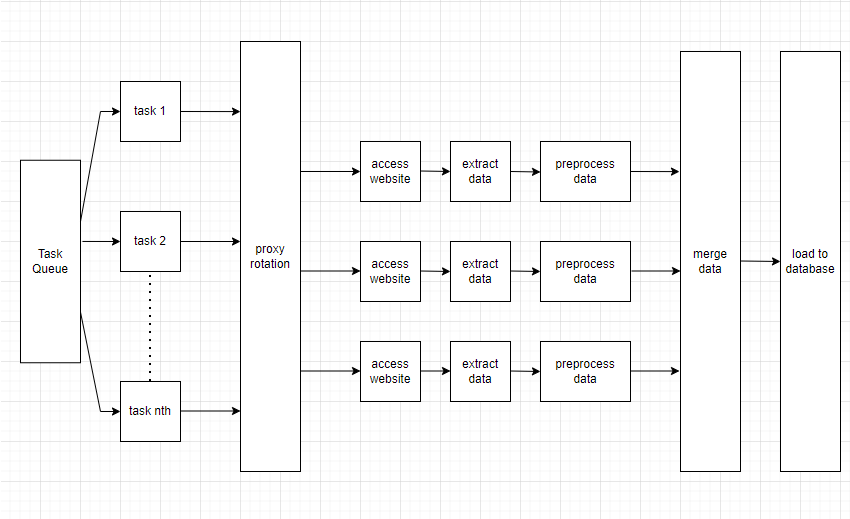 Task
Queue
task 1
task 2
task nth
proxy
rotation
access
website
extract
data
preprocess
data
access
website
extract
data
preprocess
data
access
website
extract
data
preprocess
data
merge
data
load to
database